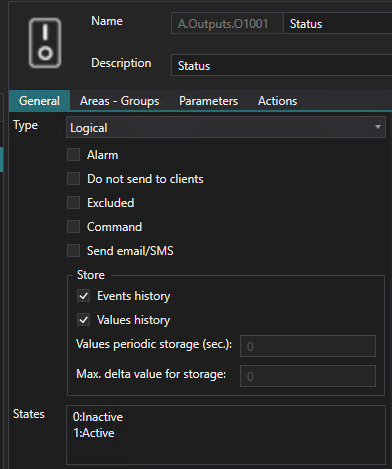 Name A.Outputs.O1001 Status
Description Status
General Areas - Groups Parameters Actions
Type Logical
Alarm
Do not send to clients
Excluded
Command
Send email/SMS
Store
Events history
Values history
Values periodic storage (sec.): 0
Max. delta value for storage: 0
States 0:Inactive
1:Active